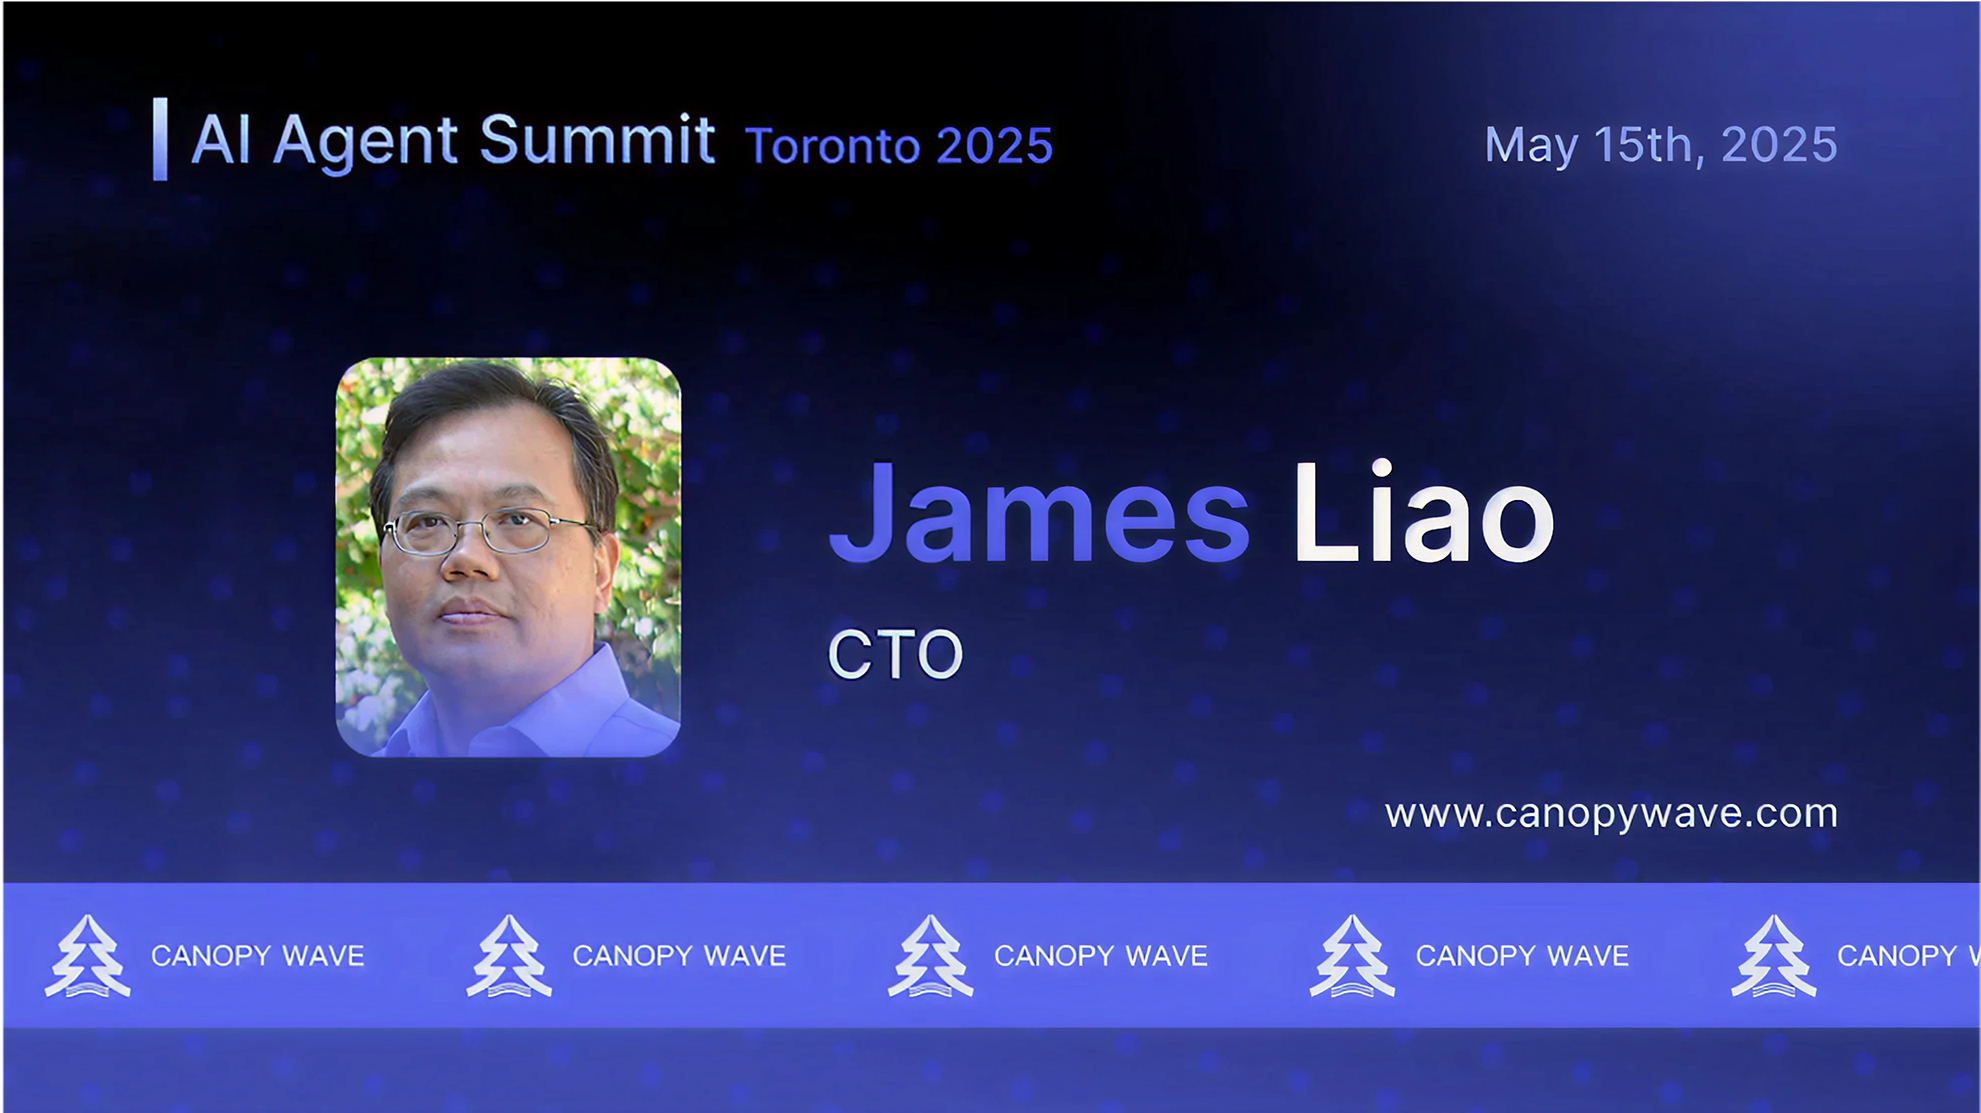 AI Agent Summit Toronto 2025
May 15th, 2025
James Liao
CTO
www.canopywave.com
CANOPY WAVE CANOPY WAVE CANOPY WAVE CANOPY WAVE CANOPY